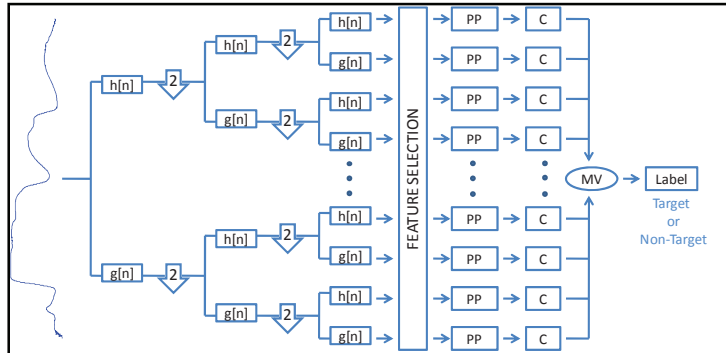 h[n]
2
h[n]
2
h[n]
g[n]
g[n]
2
h[n]
g[n]
g[n]
2
h[n]
2
h[n]
g[n]
g[n]
2
h[n]
g[n]
FEATURE SELECTION
PP C
PP C
PP C
PP C
PP C
PP C
PP C
PP C
MV
Label
Target
or
Non-Target